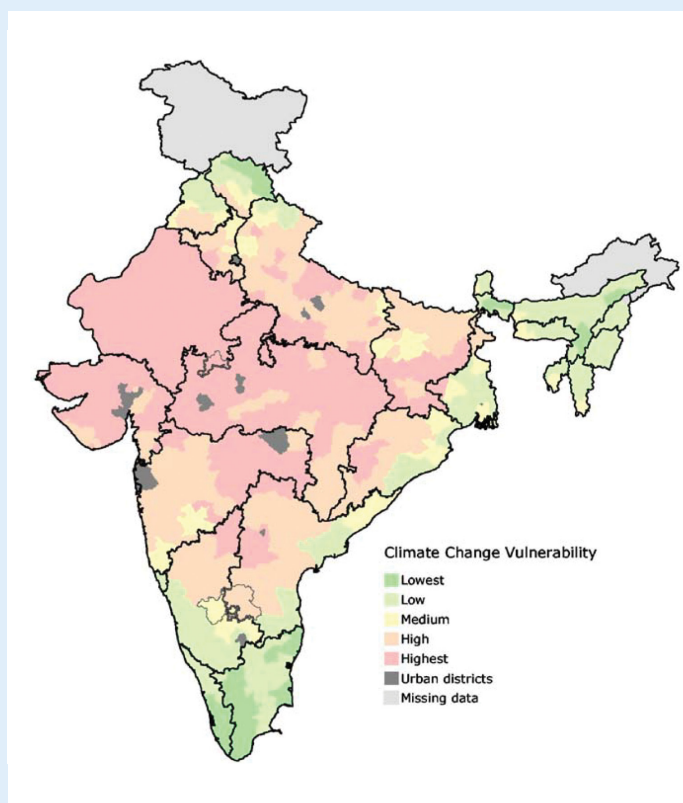 Climate Change Vulnerability
Lowest
Low
Medium
High
Highest
Urban districts
Missing data